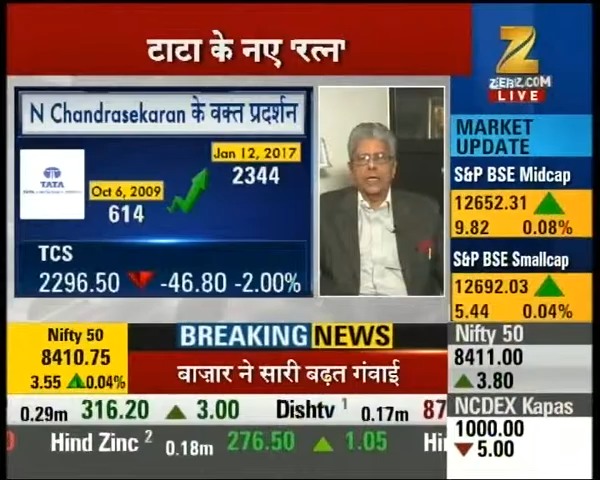 टाटा के नए 'रत्न'
ZEEBIZ.COM
LIVE
N Chandrasekaran के वक्त प्रदर्शन
TATA
Oct 6, 2009
614
Jan 12, 2017
2344
TCS
2296.50 -46.80 -2.00%
MARKET
UPDATE
S&P BSE Midcap
12652.31
9.82 0.08%
S&P BSE Smallcap
12692.03
5.44 0.04%
Nifty 50
8410.75
3.55 0.04%
BREAKING NEWS
बाज़ार ने सारी बढ़त गंवाई
Nifty 50
8411.00
3.80
NCDEX Kapas
1000.00
5.00
0.29m 316.20 3.00 Dishtv 1 0.17m 87
Hind Zinc 2 0.18m 276.50 1.05 Hi